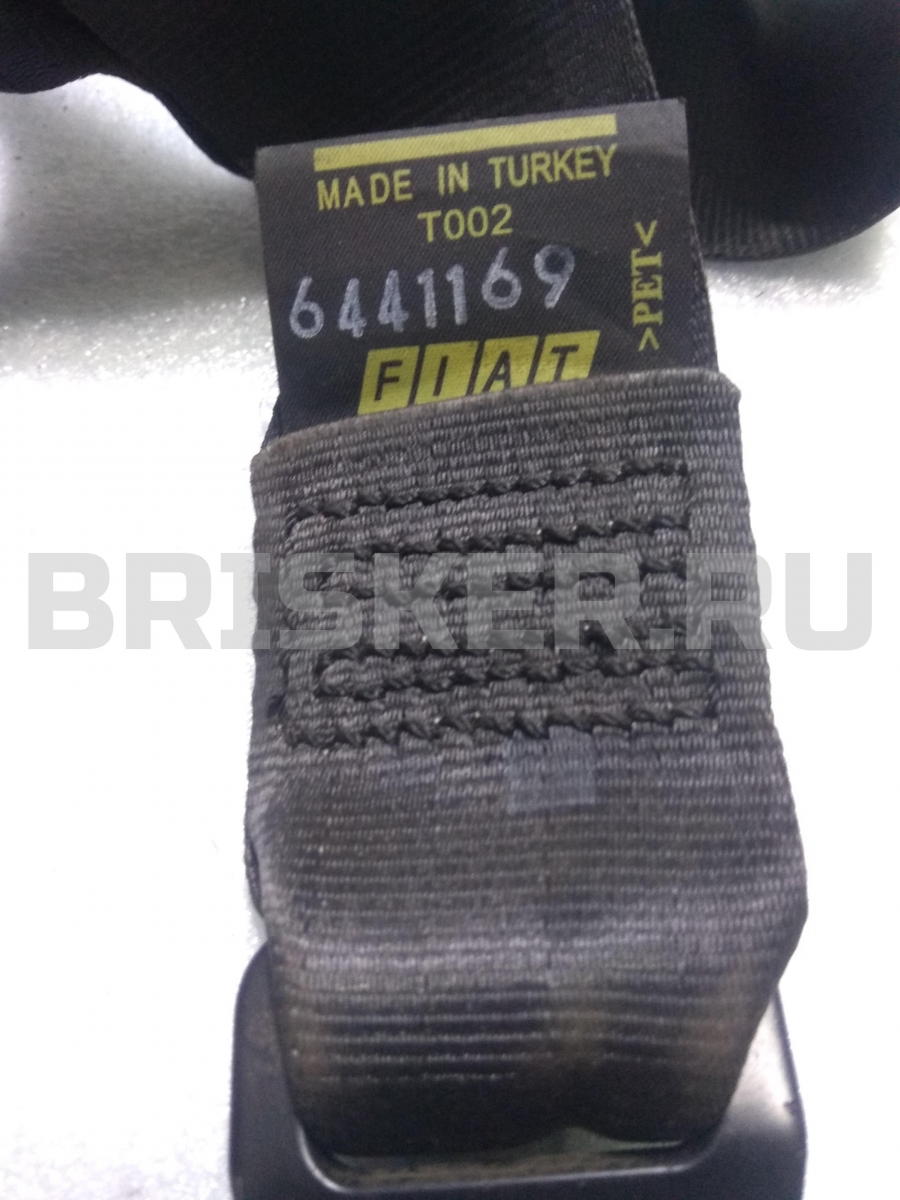 MADE IN TURKEY
T002
6441169
>PET<
FIAT
BRISKER.RU